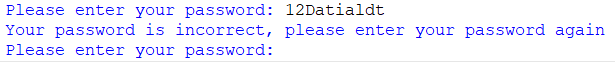 Please enter your password: 12Datialdt
Your password is incorrect, please enter your password again
Please enter your password: